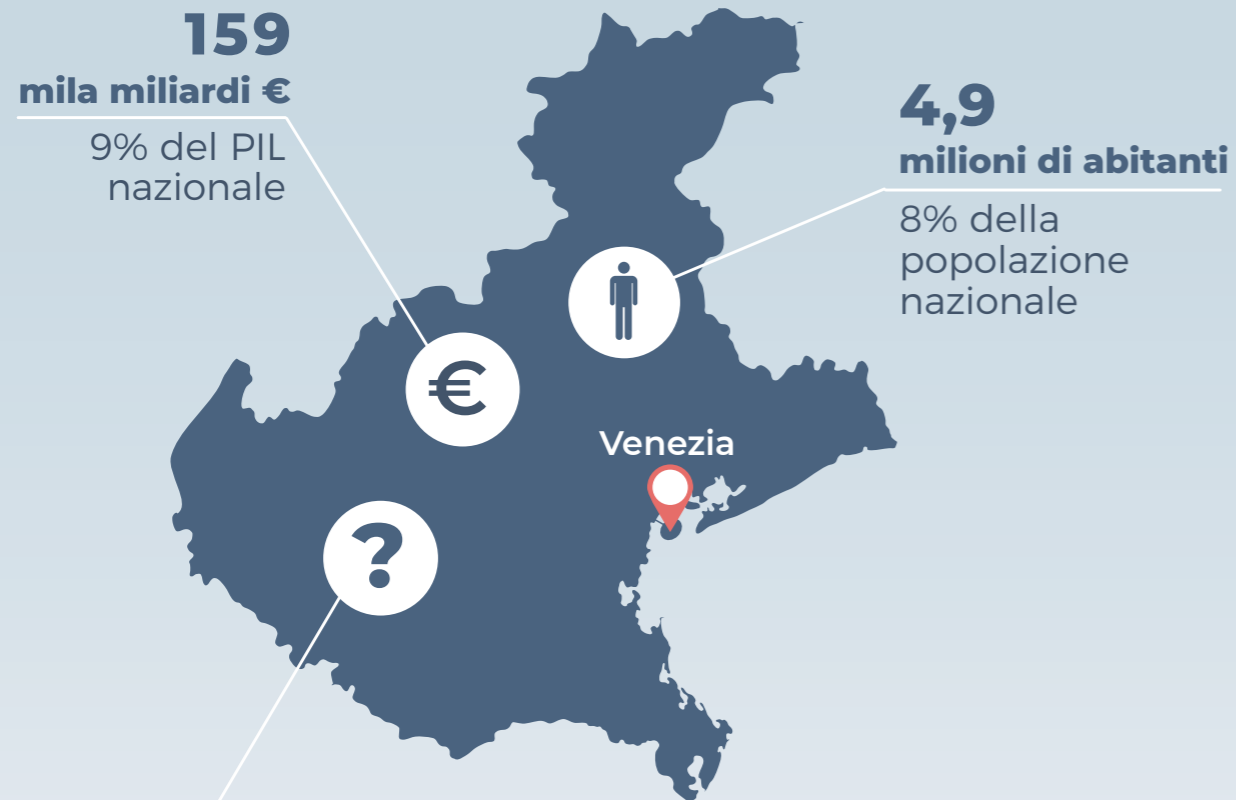 159
mila miliardi €
9% del PIL
nazionale
4,9
milioni di abitanti
8% della
popolazione
nazionale
€
Venezia
?